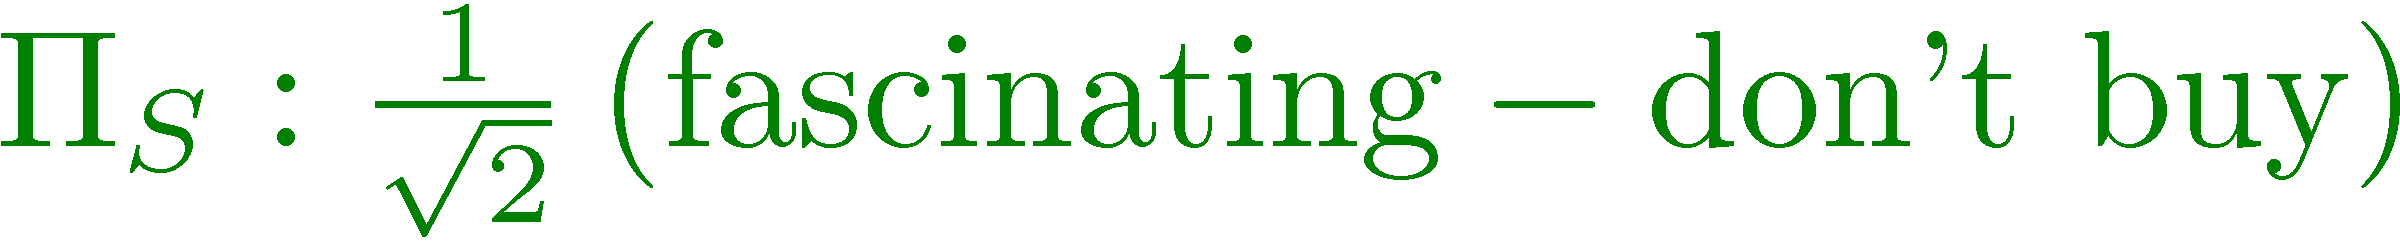 Π_S : 1/√2 (fascinating − don't buy)